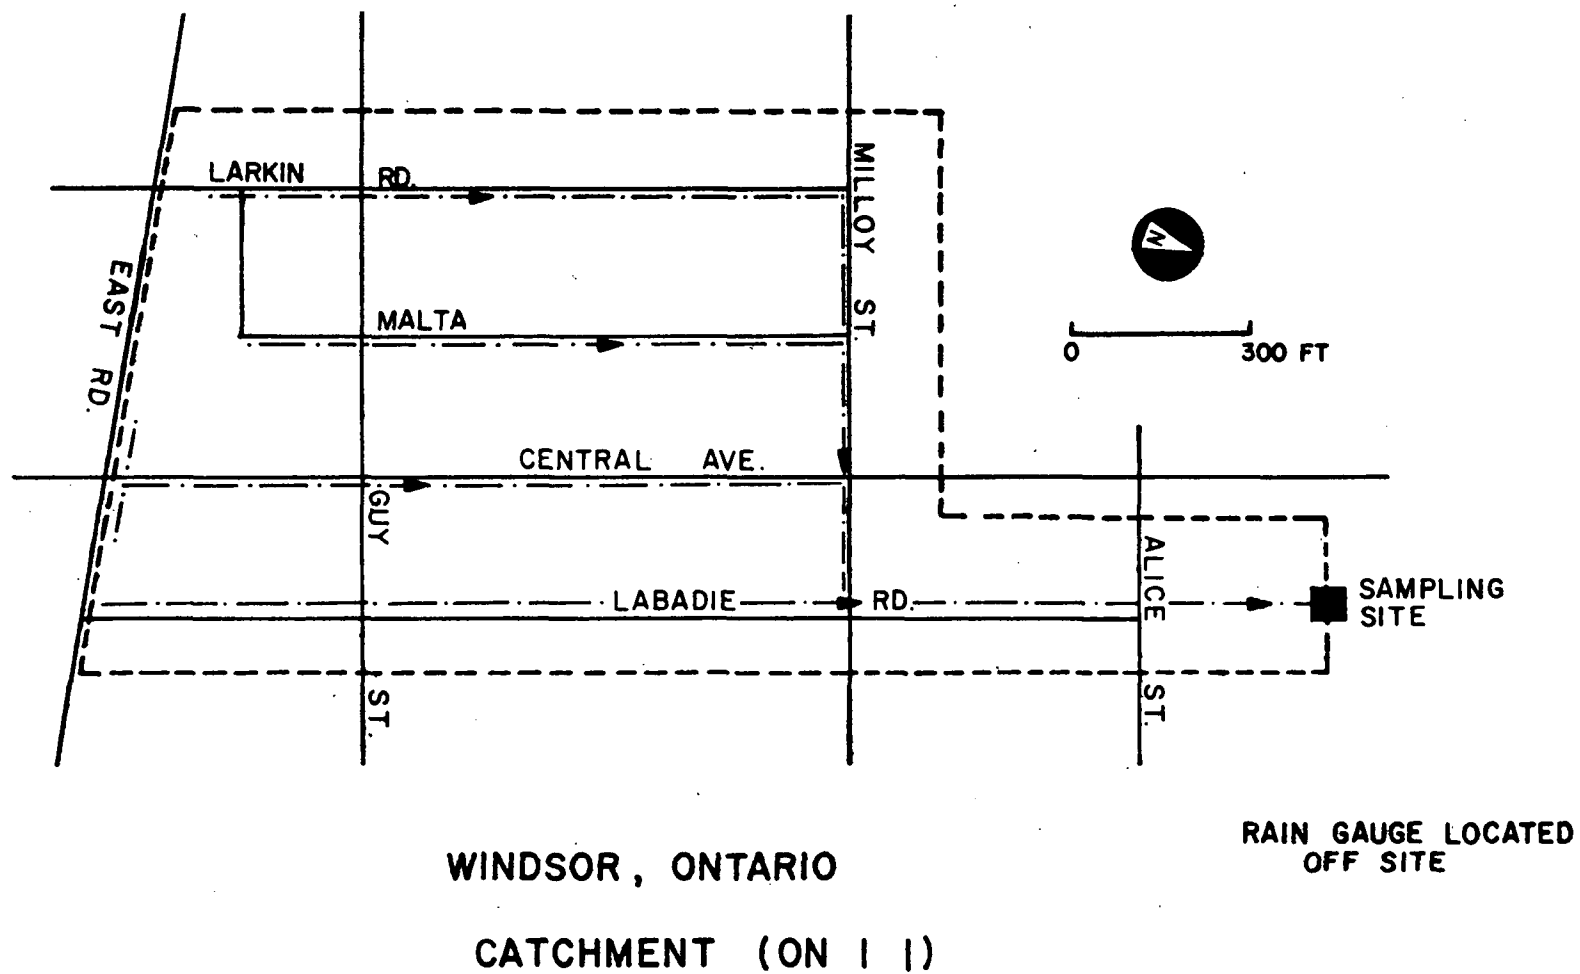 LARKIN RD.
MILLOY ST.
N
EAST RD.
MALTA
0 300 FT
CENTRAL AVE.
GUY ST.
ALICE ST.
LABADIE RD.
SAMPLING
SITE
RAIN GAUGE LOCATED
OFF SITE
WINDSOR, ONTARIO
CATCHMENT (ON 1 1)